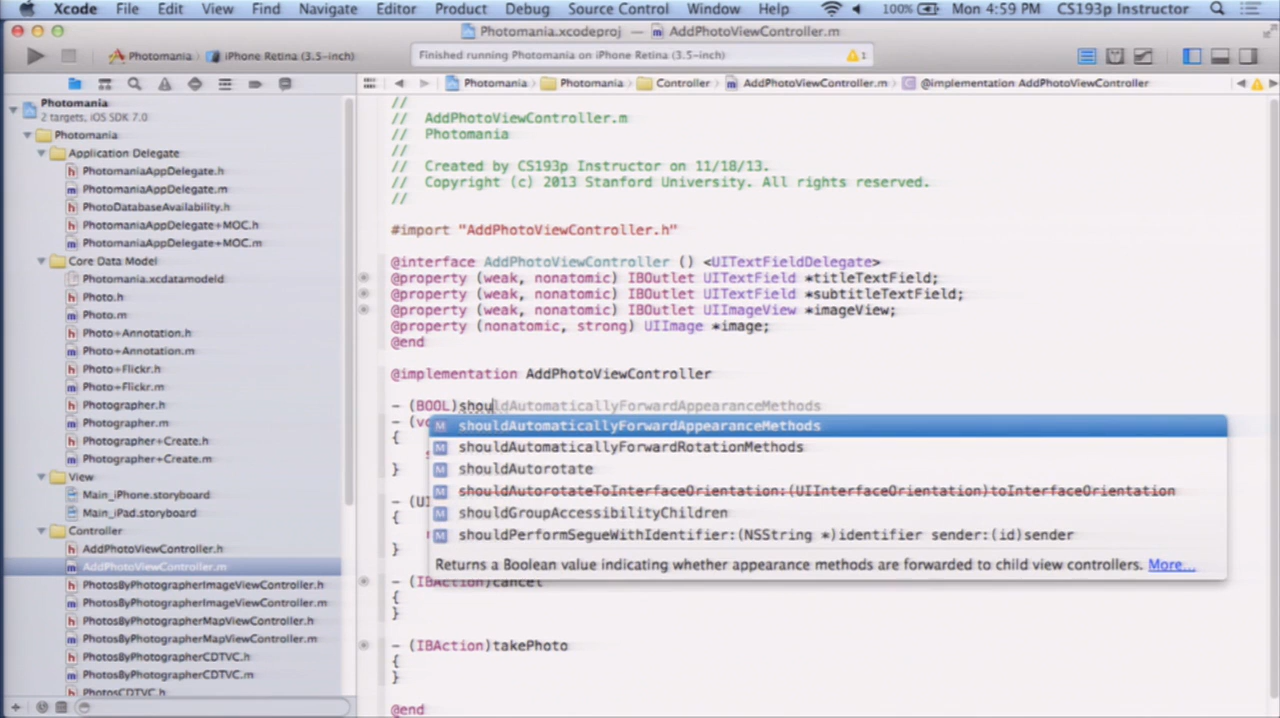 Xcode File Edit View Find Navigate Editor Product Debug Source Control Window Help 100% Mon 4:59 PM CS193p Instructor
Photomania.xcodeproj — AddPhotoViewController.m
Photomania iPhone Retina (3.5-inch) Finished running Photomania on iPhone Retina (3.5-inch) 1
Photomania Photomania Controller AddPhotoViewController.m @implementation AddPhotoViewController
Photomania
2 targets, iOS SDK 7.0
Photomania
Application Delegate
PhotomaniaAppDelegate.h
PhotomaniaAppDelegate.m
PhotoDatabaseAvailability.h
PhotomaniaAppDelegate+MOC.h
PhotomaniaAppDelegate+MOC.m
Core Data Model
Photomania.xcdatamodeld
Photo.h
Photo.m
Photo+Annotation.h
Photo+Annotation.m
Photo+Flickr.h
Photo+Flickr.m
Photographer.h
Photographer.m
Photographer+Create.h
Photographer+Create.m
View
Main_iPhone.storyboard
Main_iPad.storyboard
Controller
AddPhotoViewController.h
AddPhotoViewController.m
PhotosByPhotographerImageViewController.h
PhotosByPhotographerImageViewController.m
PhotosByPhotographerMapViewController.h
PhotosByPhotographerMapViewController.m
PhotosByPhotographerCDTVC.h
PhotosByPhotographerCDTVC.m
PhotosCDTVC.h
//
// AddPhotoViewController.m
// Photomania
//
// Created by CS193p Instructor on 11/18/13.
// Copyright (c) 2013 Stanford University. All rights reserved.
//
#import "AddPhotoViewController.h"
@interface AddPhotoViewController () <UITextFieldDelegate>
@property (weak, nonatomic) IBOutlet UITextField *titleTextField;
@property (weak, nonatomic) IBOutlet UITextField *subtitleTextField;
@property (weak, nonatomic) IBOutlet UIImageView *imageView;
@property (nonatomic, strong) UIImage *image;
@end
@implementation AddPhotoViewController
- (BOOL)shouldAutomaticallyForwardAppearanceMethods
- (vo
{
s
}
- (UI
{
}
M shouldAutomaticallyForwardAppearanceMethods
M shouldAutomaticallyForwardRotationMethods
M shouldAutorotate
M shouldAutorotateToInterfaceOrientation:(UIInterfaceOrientation)toInterfaceOrientation
M shouldGroupAccessibilityChildren
M shouldPerformSegueWithIdentifier:(NSString *)identifier sender:(id)sender
Returns a Boolean value indicating whether appearance methods are forwarded to child view controllers. More...
- (IBAction)cancel
{
}
- (IBAction)takePhoto
{
}
@end